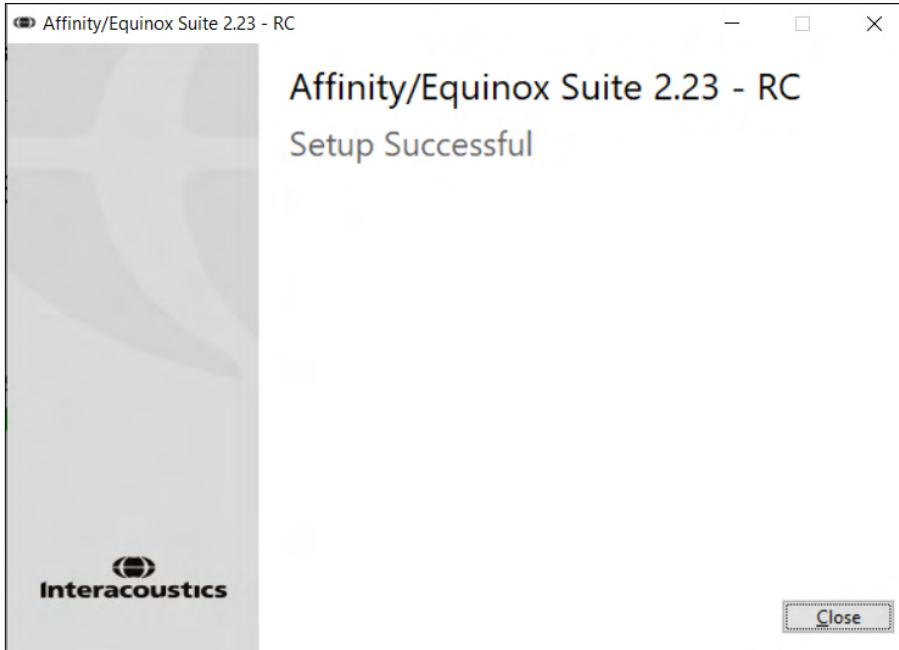 Affinity/Equinox Suite 2.23 - RC
Affinity/Equinox Suite 2.23 - RC
Setup Successful
Interacoustics
Close